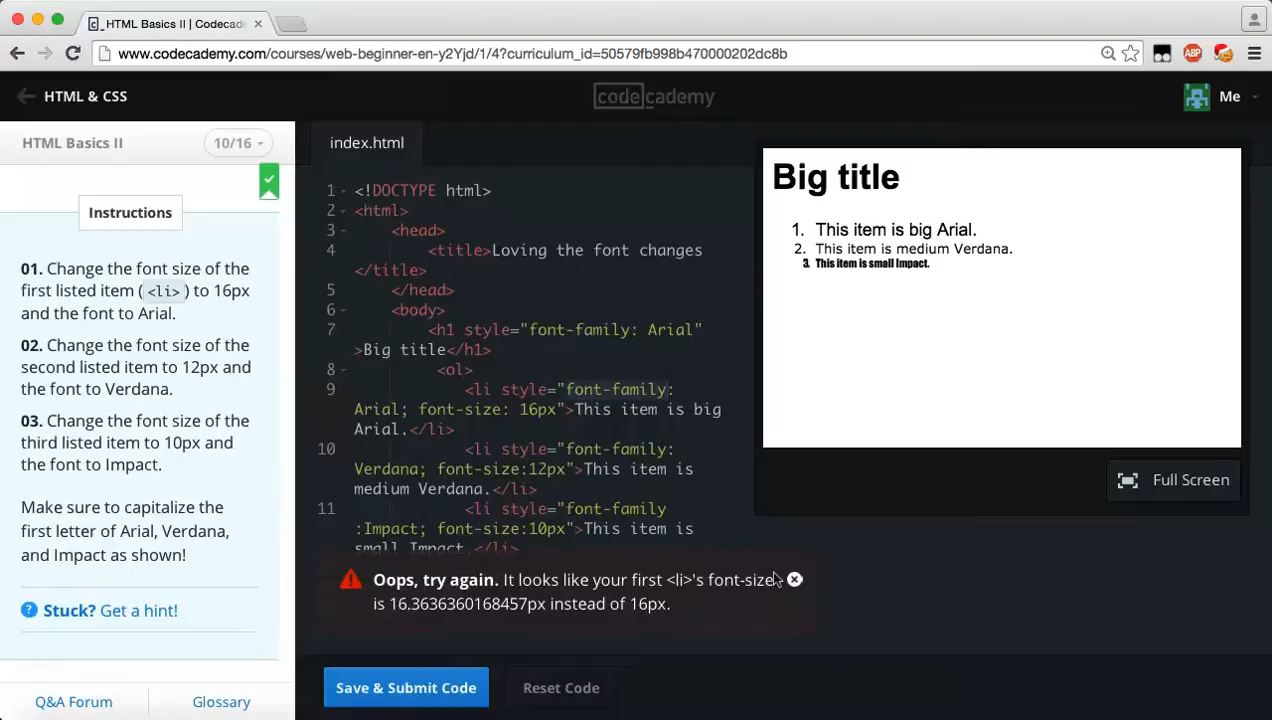 HTML Basics II | Codecad
www.codecademy.com/courses/web-beginner-en-y2Yjd/1/4?curriculum_id=50579fb998b470000202dc8b
ABP
HTML & CSS
codecademy
Me
HTML Basics II
10/16
Instructions
01. Change the font size of the
first listed item (<li>) to 16px
and the font to Arial.
02. Change the font size of the
second listed item to 12px and
the font to Verdana.
03. Change the font size of the
third listed item to 10px and
the font to Impact.
Make sure to capitalize the
first letter of Arial, Verdana,
and Impact as shown!
? Stuck? Get a hint!
Q&A Forum
Glossary
index.html
1 <!DOCTYPE html>
2 <html>
3 <head>
4 <title>Loving the font changes
</title>
5 </head>
6 <body>
7 <h1 style="font-family: Arial"
>Big title</h1>
8 <ol>
9 <li style="font-family:
Arial; font-size: 16px">This item is big
Arial.</li>
10 <li style="font-family:
Verdana; font-size:12px">This item is
medium Verdana.</li>
11 <li style="font-family
:Impact; font-size:10px">This item is
small Impact.</li>
Oops, try again. It looks like your first <li>'s font-size
is 16.3636360168457px instead of 16px.
Save & Submit Code
Reset Code
Big title
1. This item is big Arial.
2. This item is medium Verdana.
3. This item is small Impact.
Full Screen